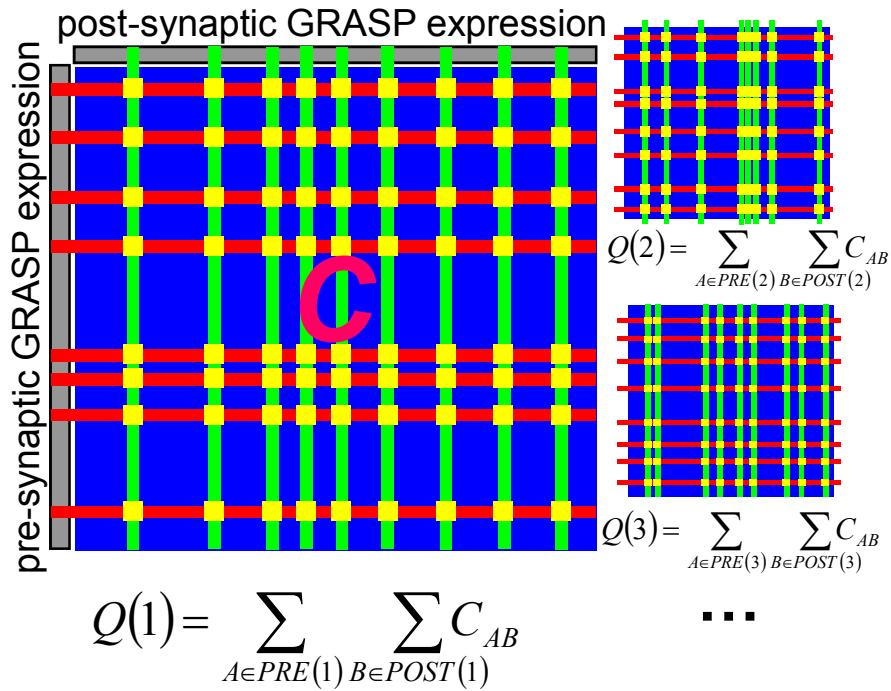 post-synaptic GRASP expression
pre-synaptic GRASP expression
C
Q(1) = ∑_{A∈PRE(1)} ∑_{B∈POST(1)} C_{AB}
Q(2) = ∑_{A∈PRE(2)} ∑_{B∈POST(2)} C_{AB}
Q(3) = ∑_{A∈PRE(3)} ∑_{B∈POST(3)} C_{AB}
...